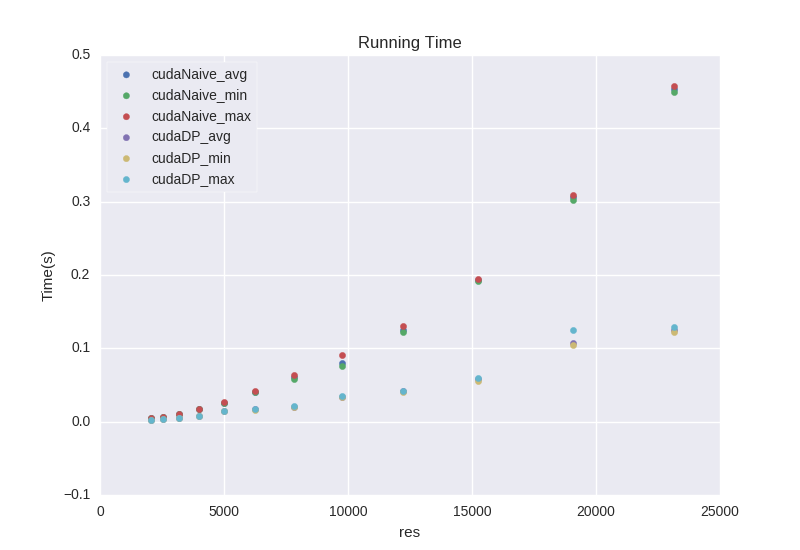 Running Time
0.5
0.4
0.3
0.2
0.1
0.0
−0.1
Time(s)
cudaNaive_avg
cudaNaive_min
cudaNaive_max
cudaDP_avg
cudaDP_min
cudaDP_max
0
5000
10000
15000
20000
25000
res